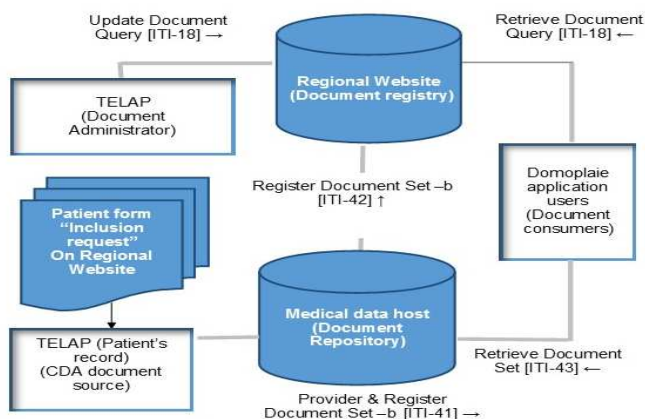 Update Document
Query [ITI-18] →
Retrieve Document
Query [ITI-18] ←
Regional Website
(Document registry)
TELAP
(Document
Administrator)
Register Document Set –b
[ITI-42] ↑
Domoplaie
application
users
(Document
consumers)
Patient form
“Inclusion
request”
On Regional
Website
Medical data host
(Document
Repository)
TELAP (Patient’s
record)
(CDA document
source)
Retrieve Document
Set [ITI-43] ←
Provider & Register
Document Set –b [ITI-41] →